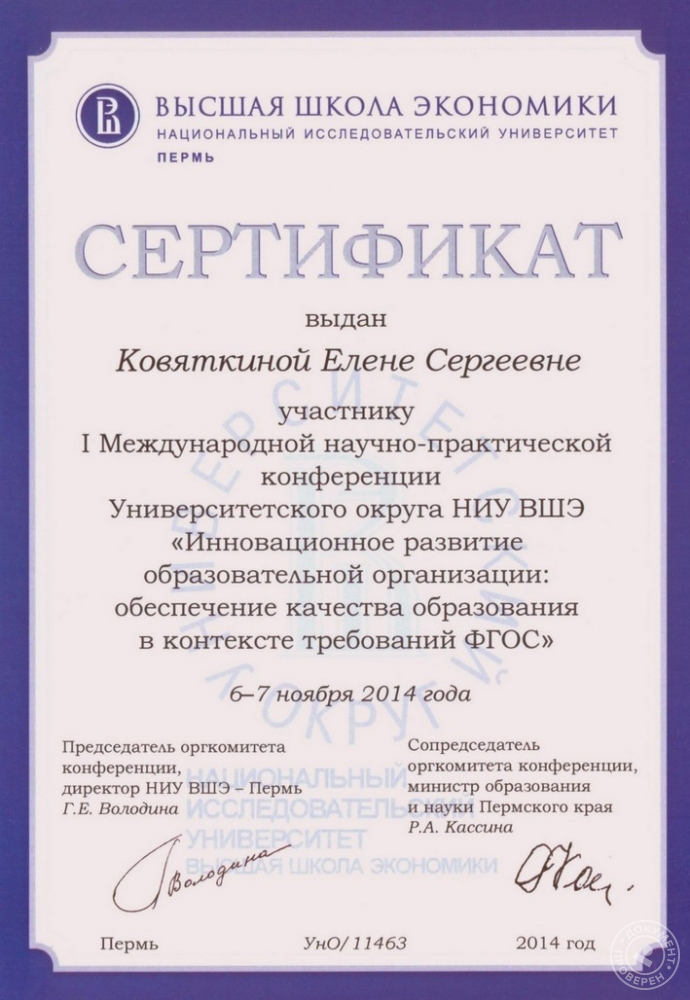 ВЫСШАЯ ШКОЛА ЭКОНОМИКИ
НАЦИОНАЛЬНЫЙ ИССЛЕДОВАТЕЛЬСКИЙ УНИВЕРСИТЕТ
ПЕРМЬ
СЕРТИФИКАТ
выдан
Ковяткиной Елене Сергеевне
участнику
I Международной научно-практической
конференции
Университетского округа НИУ ВШЭ
«Инновационное развитие
образовательной организации:
обеспечение качества образования
в контексте требований ФГОС»
6–7 ноября 2014 года
УНИВЕРСИТЕТСКИЙ ОКРУГ
НАЦИОНАЛЬНЫЙ
ИССЛЕДОВАТЕЛЬСКИЙ
УНИВЕРСИТЕТ
ВЫСШАЯ ШКОЛА ЭКОНОМИКИ
Председатель оргкомитета
конференции,
директор НИУ ВШЭ – Пермь
Г.Е. Володина
Володина
Сопредседатель
оргкомитета конференции,
министр образования
и науки Пермского края
Р.А. Кассина
Пермь
УнО/11463
2014 год
ДОКУМЕНТ
ПРОВЕРЕН